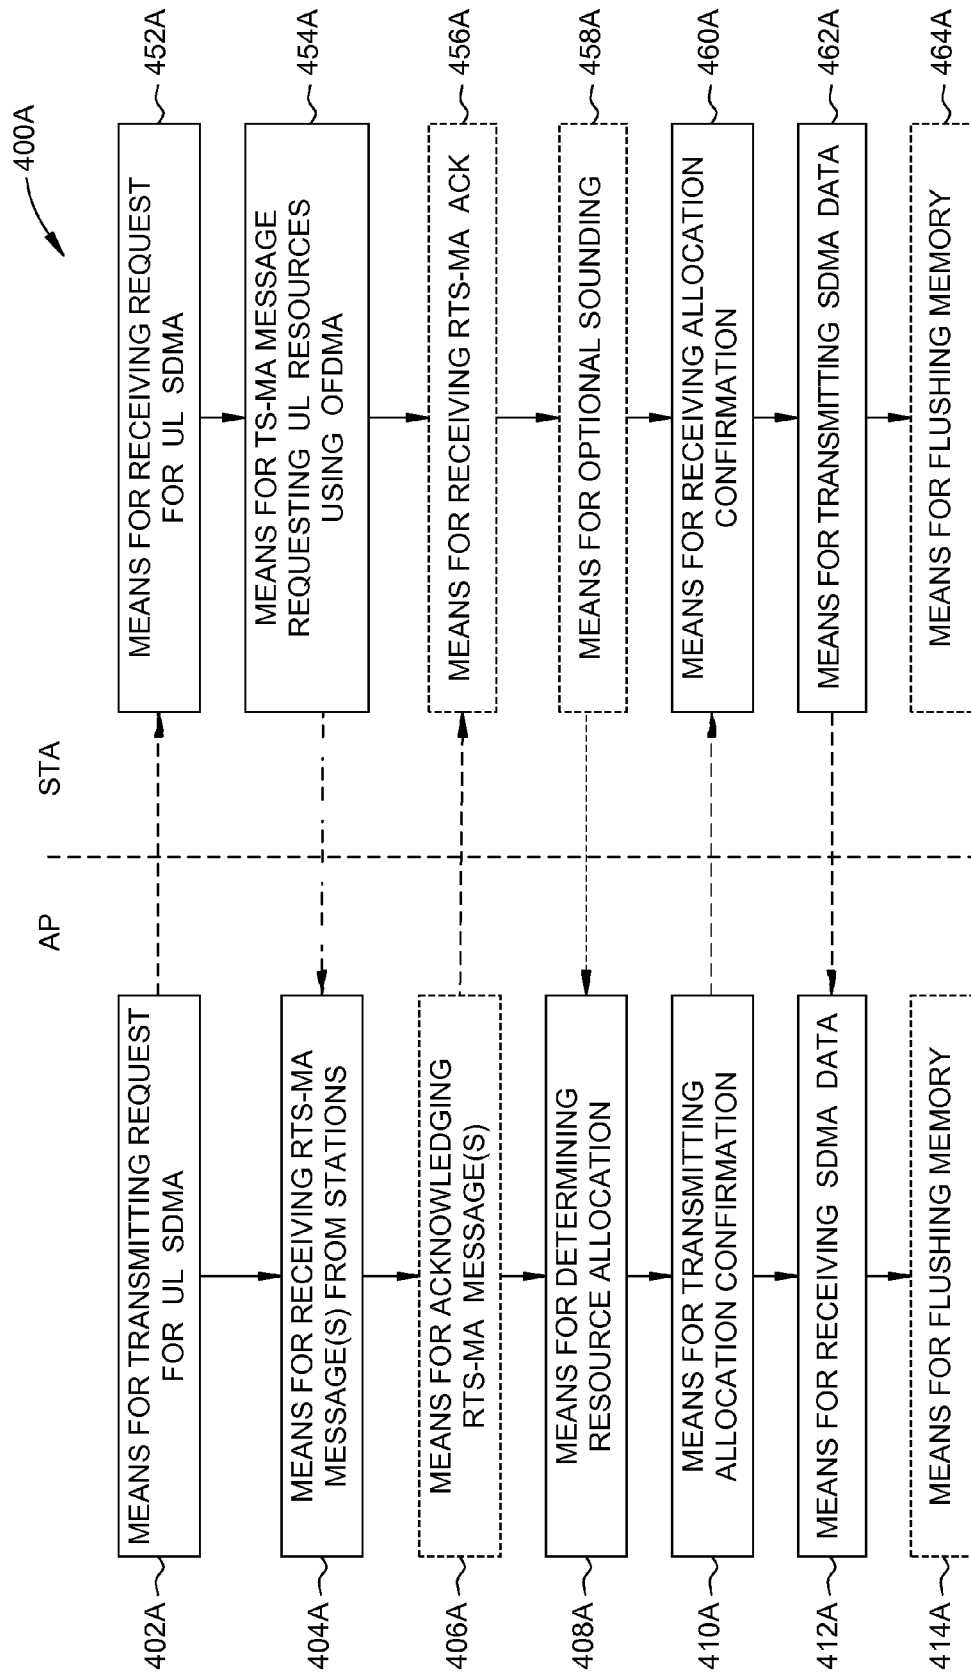 400A
AP
STA
402A
MEANS FOR TRANSMITTING REQUEST
FOR UL SDMA
MEANS FOR RECEIVING REQUEST
FOR UL SDMA
452A
404A
MEANS FOR RECEIVING RTS-MA
MESSAGE(S) FROM STATIONS
MEANS FOR TS-MA MESSAGE
REQUESTING UL RESOURCES
USING OFDMA
454A
406A
MEANS FOR ACKNOWLEDGING
RTS-MA MESSAGE(S)
MEANS FOR RECEIVING RTS-MA ACK
456A
408A
MEANS FOR DETERMINING
RESOURCE ALLOCATION
MEANS FOR OPTIONAL SOUNDING
458A
410A
MEANS FOR TRANSMITTING
ALLOCATION CONFIRMATION
MEANS FOR RECEIVING ALLOCATION
CONFIRMATION
460A
412A
MEANS FOR RECEIVING SDMA DATA
MEANS FOR TRANSMITTING SDMA DATA
462A
414A
MEANS FOR FLUSHING MEMORY
MEANS FOR FLUSHING MEMORY
464A